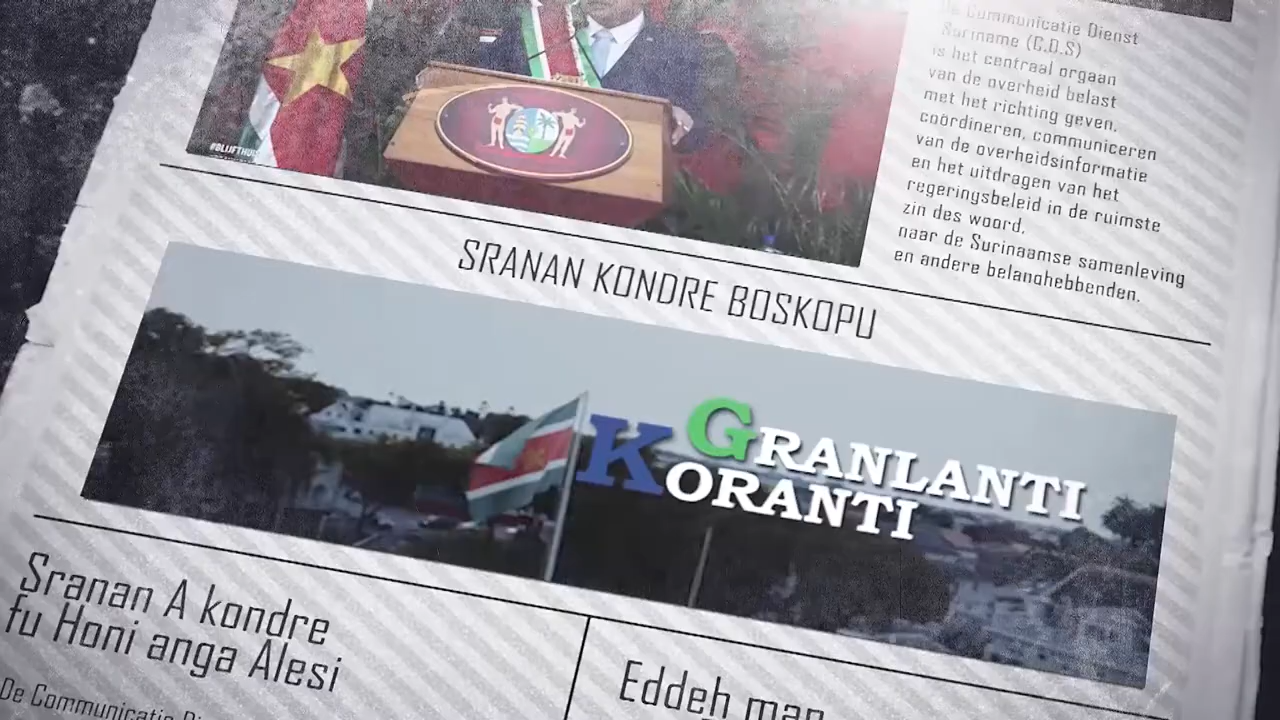 De Communicatie Dienst
Suriname (C.D.S)
is het centraal orgaan
van de overheid belast
met het richting geven,
coördineren, communiceren
van de overheidsinformatie
en het uitdragen van het
regeringsbeleid in de ruimste
zin des woord,
naar de Surinaamse samenleving
en andere belanghebbenden.
SRANAN KONDRE BOSKOPU
GRANLANTI
KORANTI
Sranan A kondre
fu Honi anga Alesi
De Communicatie
Eddeh man